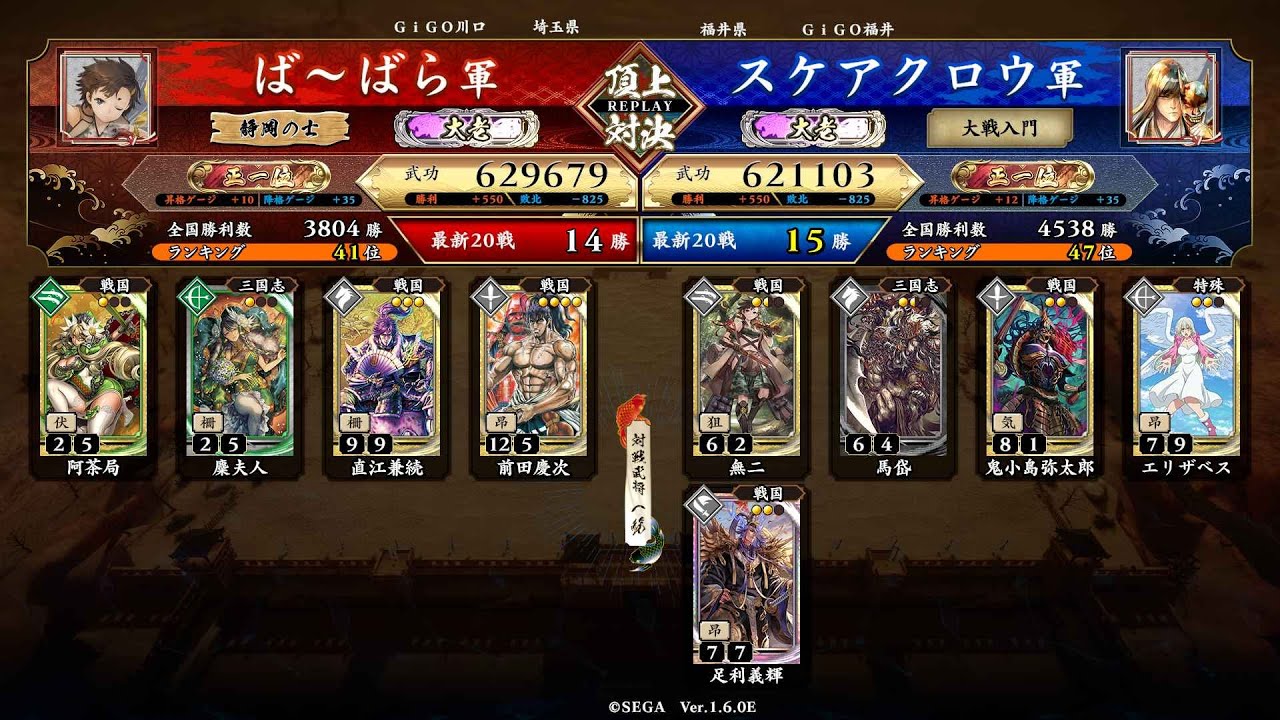 GiGO川口 埼玉県
福井県 GiGO福井
ば～ばら軍
頂上
REPLAY
対決
スケアクロウ軍
静岡の士
大老
大老
大戦入門
正一位
昇格ゲージ +10 降格ゲージ +35
武功 629679
勝利 +550 敗北 -825
武功 621103
勝利 +550 敗北 -825
正一位
昇格ゲージ +12 降格ゲージ +35
全国勝利数 3804勝
ランキング 41位
最新20戦 14勝
最新20戦 15勝
全国勝利数 4538勝
ランキング 47位
戦国
伏
2 5
阿茶局
三国志
柵
2 5
麋夫人
戦国
柵
9 9
直江兼続
戦国
昂
12 5
前田慶次
対戦武将一覧
戦国
狙
6 2
無二
三国志
6 4
馬岱
戦国
気
8 1
鬼小島弥太郎
特殊
昂
7 9
エリザベス
戦国
昂
7 7
足利義輝
©SEGA Ver.1.6.0E